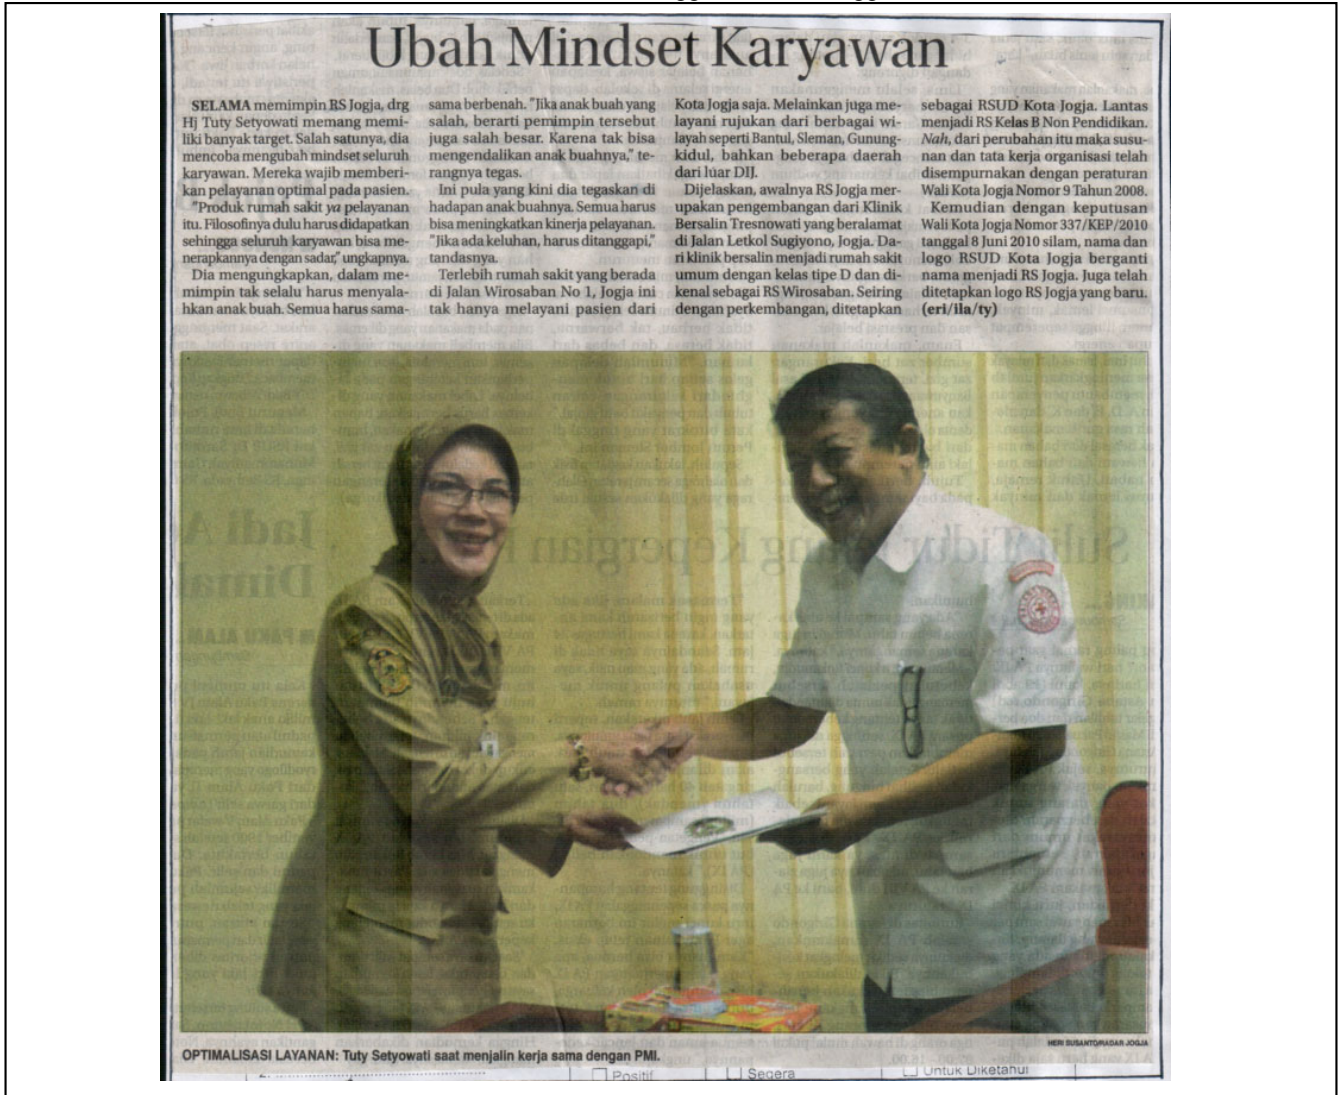 Ubah Mindset Karyawan
SELAMA memimpin RS Jogja, drg
Hj Tuty Setyowati memang memi-
liki banyak target. Salah satunya, dia
mencoba mengubah mindset seluruh
karyawan. Mereka wajib memberi-
kan pelayanan optimal pada pasien.
"Produk rumah sakit ya pelayanan
itu. Filosofinya dulu harus didapatkan
sehingga seluruh karyawan bisa me-
nerapkannya dengan sadar," ungkapnya.
Dia mengungkapkan, dalam me-
mimpin tak selalu harus menyala-
hkan anak buah. Semua harus sama-
sama berbenah. "Jika anak buah yang
salah, berarti pemimpin tersebut
juga salah besar. Karena tak bisa
mengendalikan anak buahnya," te-
rangnya tegas.
Ini pula yang kini dia tegaskan di
hadapan anak buahnya. Semua harus
bisa meningkatkan kinerja pelayanan.
"Jika ada keluhan, harus ditanggapi,"
tandasnya.
Terlebih rumah sakit yang berada
di Jalan Wirosaban No 1, Jogja ini
tak hanya melayani pasien dari
Kota Jogja saja. Melainkan juga me-
layani rujukan dari berbagai wi-
layah seperti Bantul, Sleman, Gunung-
kidul, bahkan beberapa daerah
dari luar DIJ.
Dijelaskan, awalnya RS Jogja mer-
upakan pengembangan dari Klinik
Bersalin Tresnowati yang beralamat
di Jalan Letkol Sugiyono, Jogja. Da-
ri klinik bersalin menjadi rumah sakit
umum dengan kelas tipe D dan di-
kenal sebagai RS Wirosaban. Seiring
dengan perkembangan, ditetapkan
sebagai RSUD Kota Jogja. Lantas
menjadi RS Kelas B Non Pendidikan.
Nah, dari perubahan itu maka susu-
nan dan tata kerja organisasi telah
disempurnakan dengan peraturan
Wali Kota Jogja Nomor 9 Tahun 2008.
Kemudian dengan keputusan
Wali Kota Jogja Nomor 337/KEP/2010
tanggal 8 Juni 2010 silam, nama dan
logo RSUD Kota Jogja berganti
nama menjadi RS Jogja. Juga telah
ditetapkan logo RS Jogja yang baru.
(eri/ila/ty)
HERI SUSANTO/RADAR JOGJA
OPTIMALISASI LAYANAN: Tuty Setyowati saat menjalin kerja sama dengan PMI.
Positif Segera Untuk Diketahui